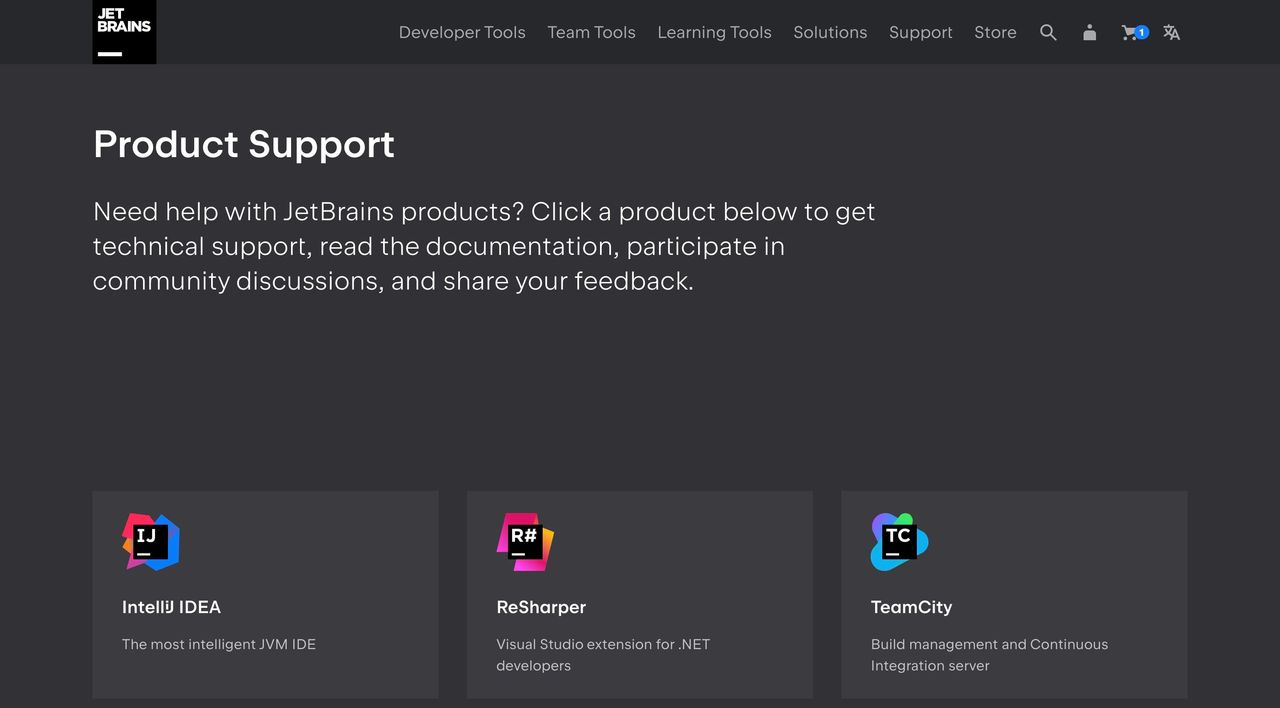 JET
BRAINS
Developer Tools Team Tools Learning Tools Solutions Support Store 1
Product Support
Need help with JetBrains products? Click a product below to get
technical support, read the documentation, participate in
community discussions, and share your feedback.
IJ
IntelliJ IDEA
The most intelligent JVM IDE
R#
ReSharper
Visual Studio extension for .NET
developers
TC
TeamCity
Build management and Continuous
Integration server